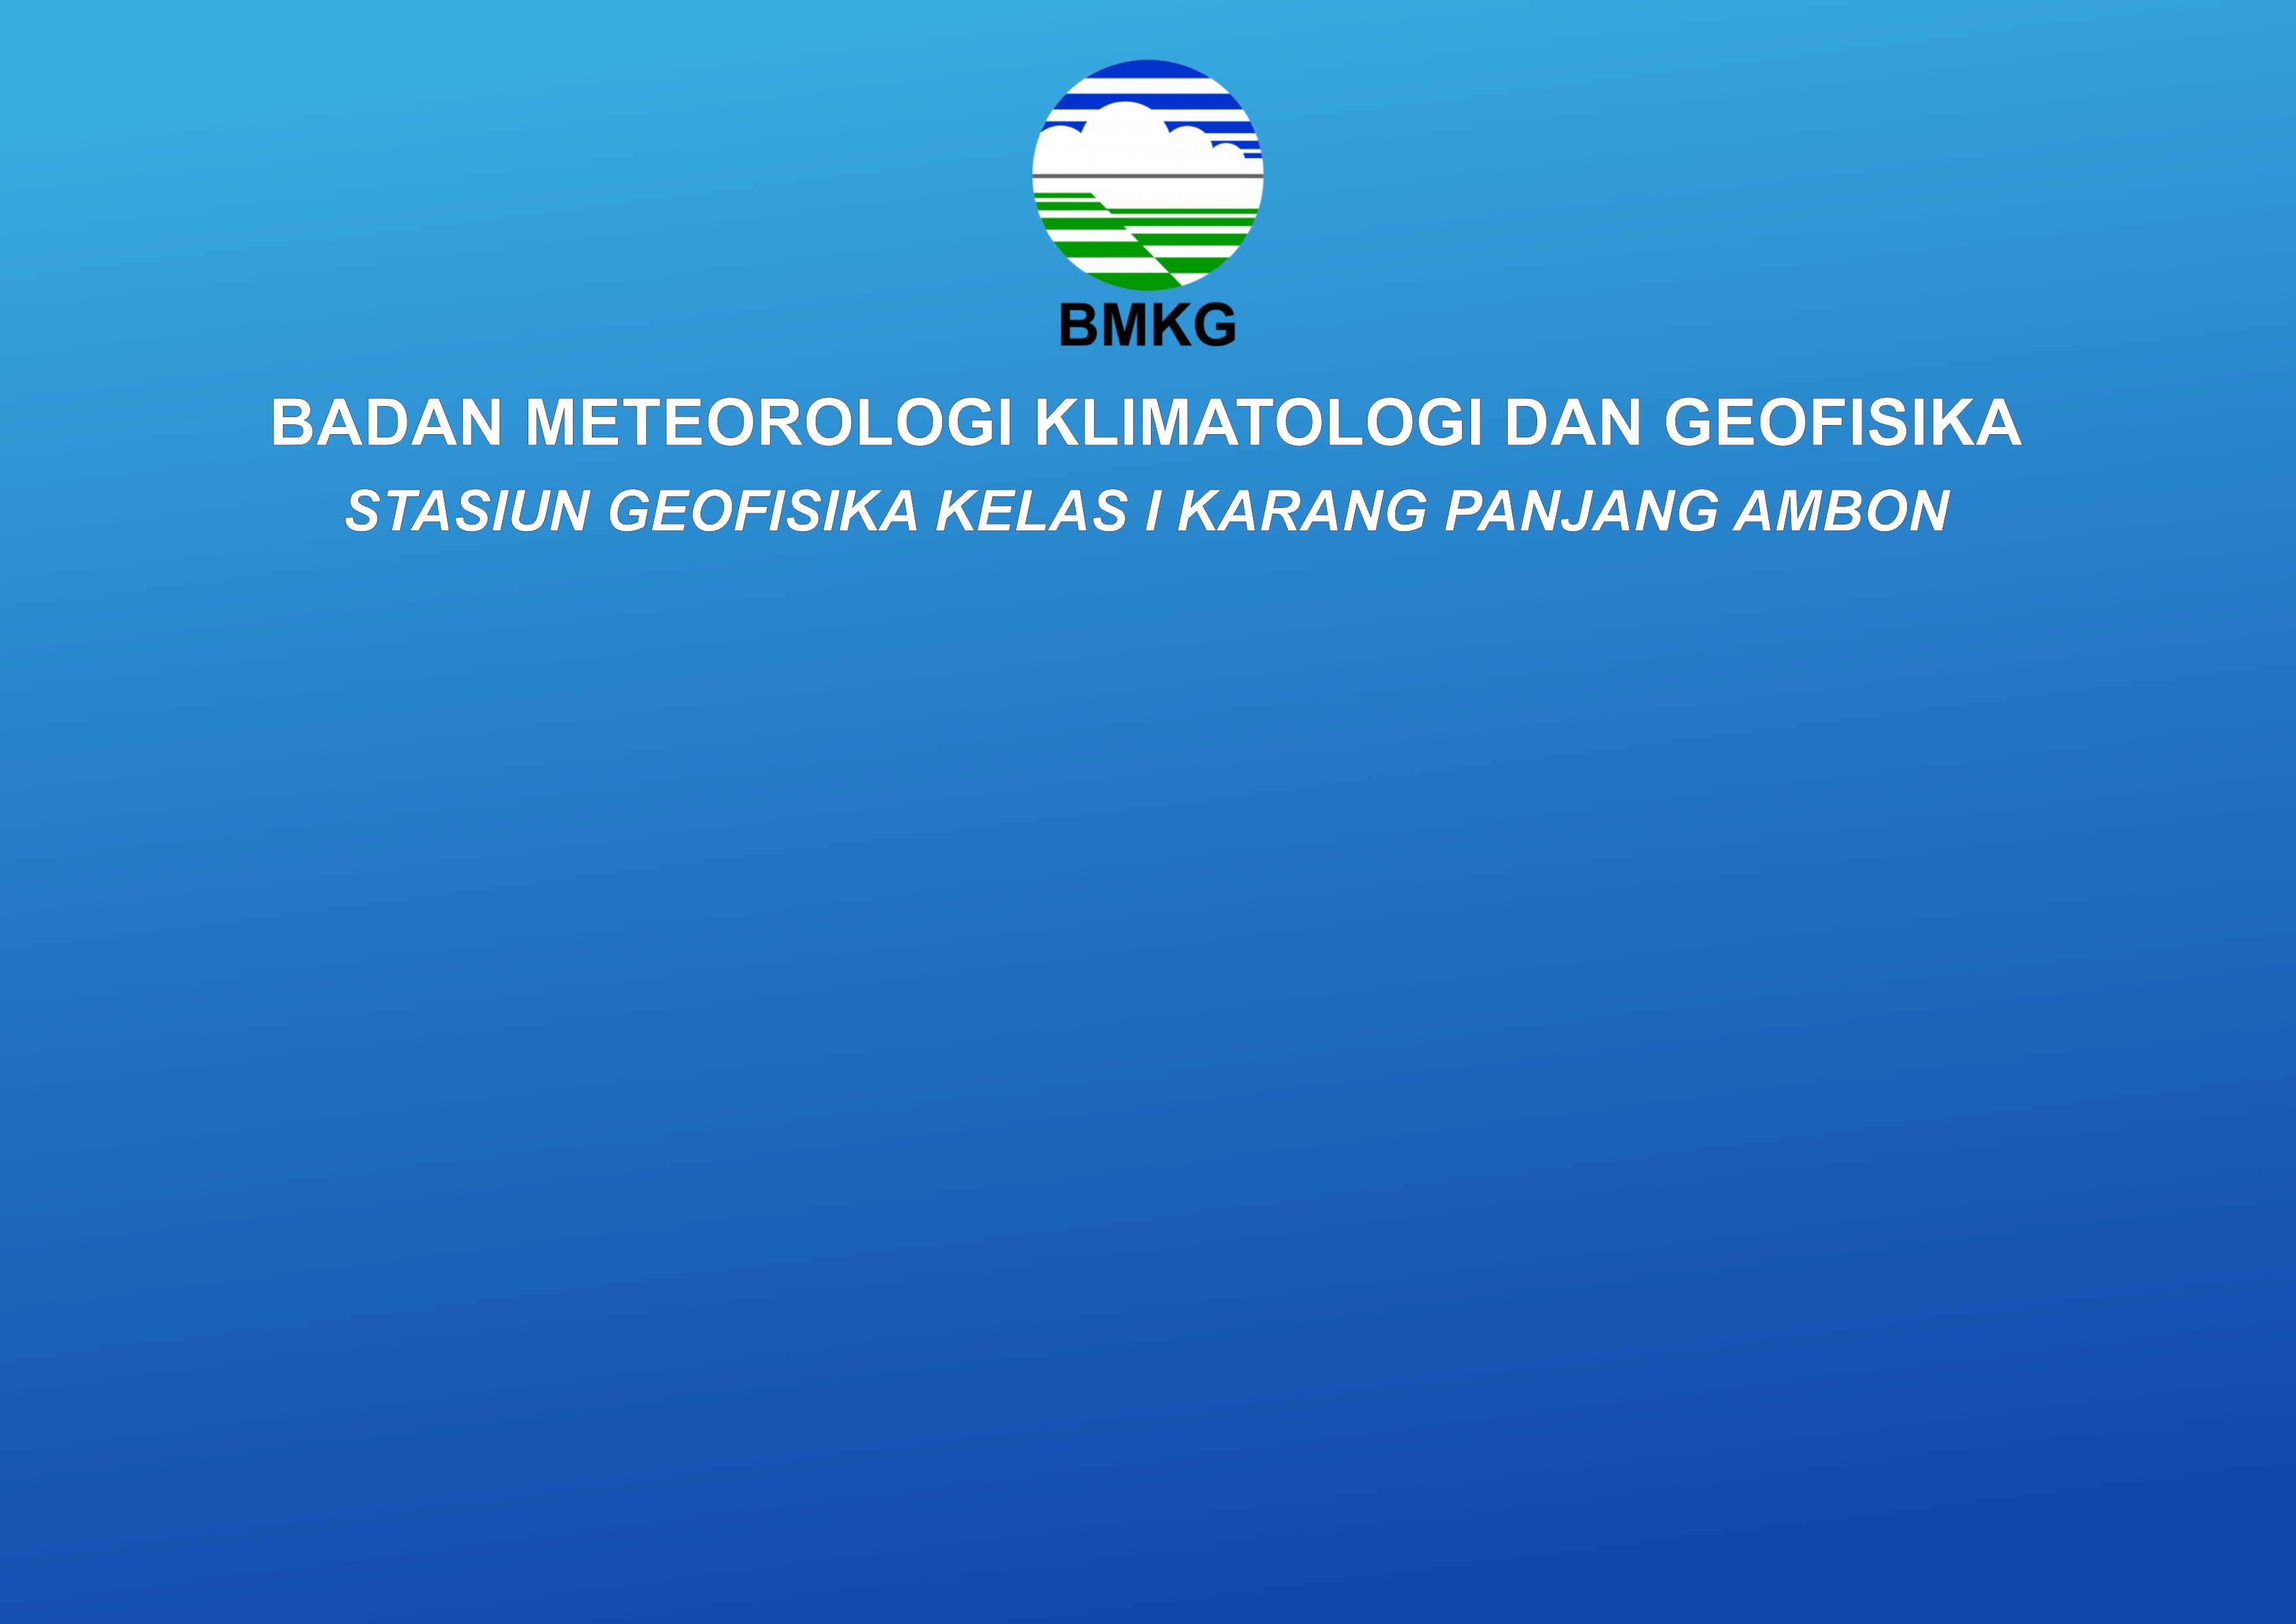 BMKG
BADAN METEOROLOGI KLIMATOLOGI DAN GEOFISIKA
STASIUN GEOFISIKA KELAS I KARANG PANJANG AMBON